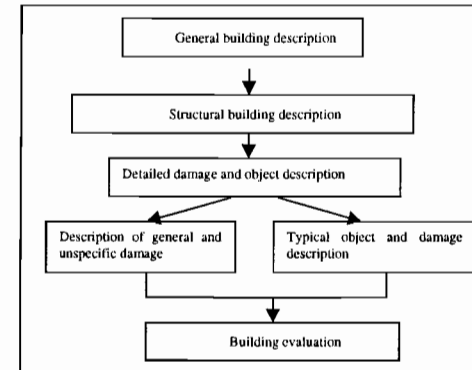 General building description
Structural building description
Detailed damage and object description
Description of general and
unspecific damage
Typical object and damage
description
Building evaluation